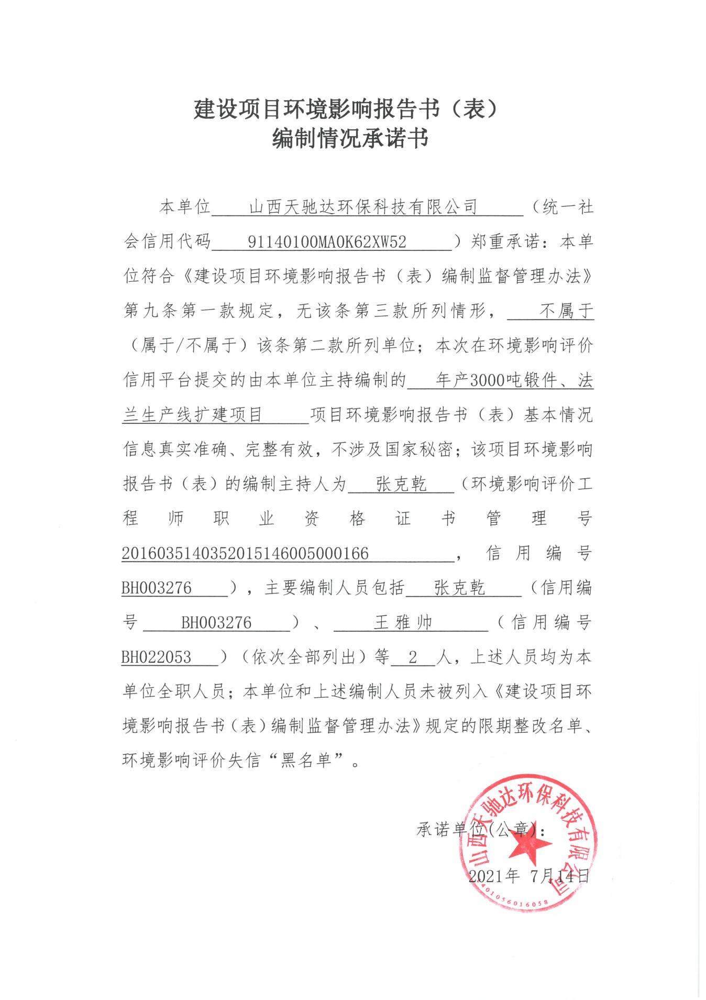 建设项目环境影响报告书（表）
编制情况承诺书
本单位 山西天驰达环保科技有限公司 （统一社
会信用代码 91140100MA0K62XW52 ）郑重承诺：本单
位符合《建设项目环境影响报告书（表）编制监督管理办法》
第九条第一款规定，无该条第三款所列情形， 不属于
（属于/不属于）该条第二款所列单位；本次在环境影响评价
信用平台提交的由本单位主持编制的 年产3000吨锻件、法
兰生产线扩建项目 项目环境影响报告书（表）基本情况
信息真实准确、完整有效，不涉及国家秘密；该项目环境影响
报告书（表）的编制主持人为 张克乾 （环境影响评价工
程师职业资格证书管理号
2016035140352015146005000166 ，信用编号
BH003276 ），主要编制人员包括 张克乾 （信用编
号 BH003276 ）、 王雅帅 （信用编号
BH022053 ）（依次全部列出）等 2 人，上述人员均为本
单位全职人员；本单位和上述编制人员未被列入《建设项目环
境影响报告书（表）编制监督管理办法》规定的限期整改名单、
环境影响评价失信“黑名单”。
山西天驰达环保科技有限公司
承诺单位(公章)：
2021年 7月14日
1401056016058